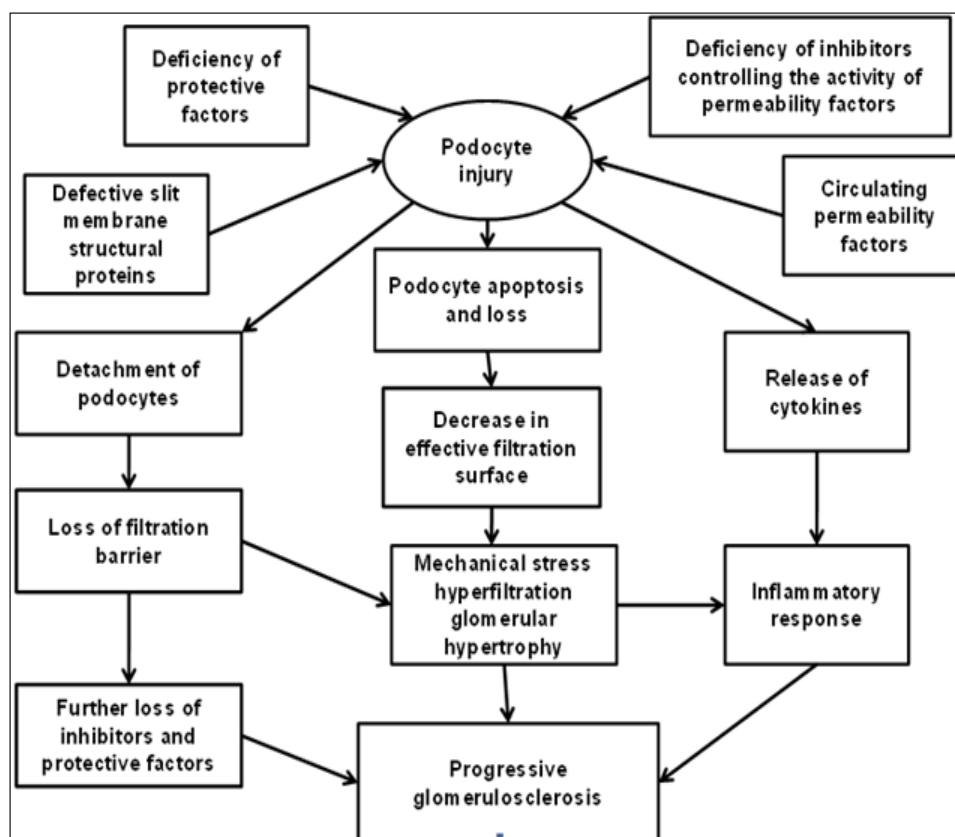 Deficiency of
protective
factors
Deficiency of inhibitors
controlling the activity of
permeability factors
Podocyte
injury
Defective slit
membrane
structural
proteins
Circulating
permeability
factors
Podocyte apoptosis
and loss
Detachment of
podocytes
Release of
cytokines
Decrease in
effective filtration
surface
Loss of filtration
barrier
Mechanical stress
hyperfiltration
glomerular
hypertrophy
Inflammatory
response
Further loss of
inhibitors and
protective factors
Progressive
glomerulosclerosis